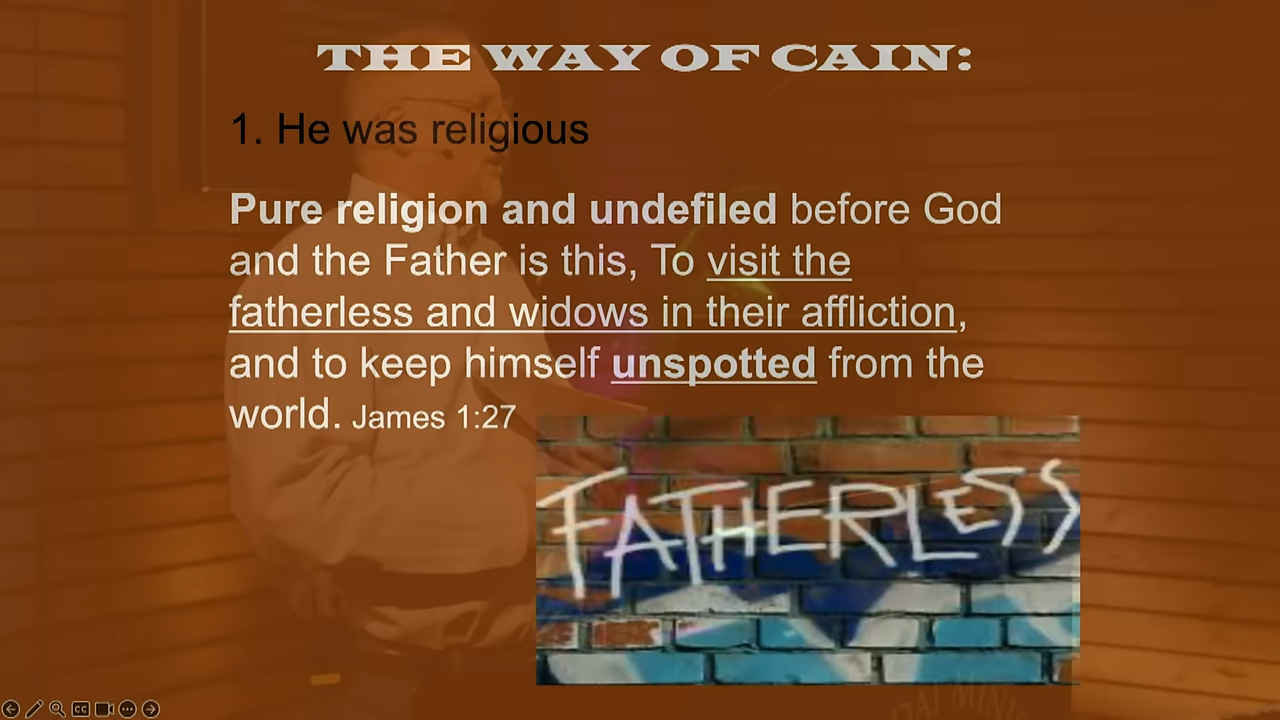 THE WAY OF CAIN:
1. He was religious
Pure religion and undefiled before God
and the Father is this, To visit the
fatherless and widows in their affliction,
and to keep himself unspotted from the
world. James 1:27
FATHERLESS
CC